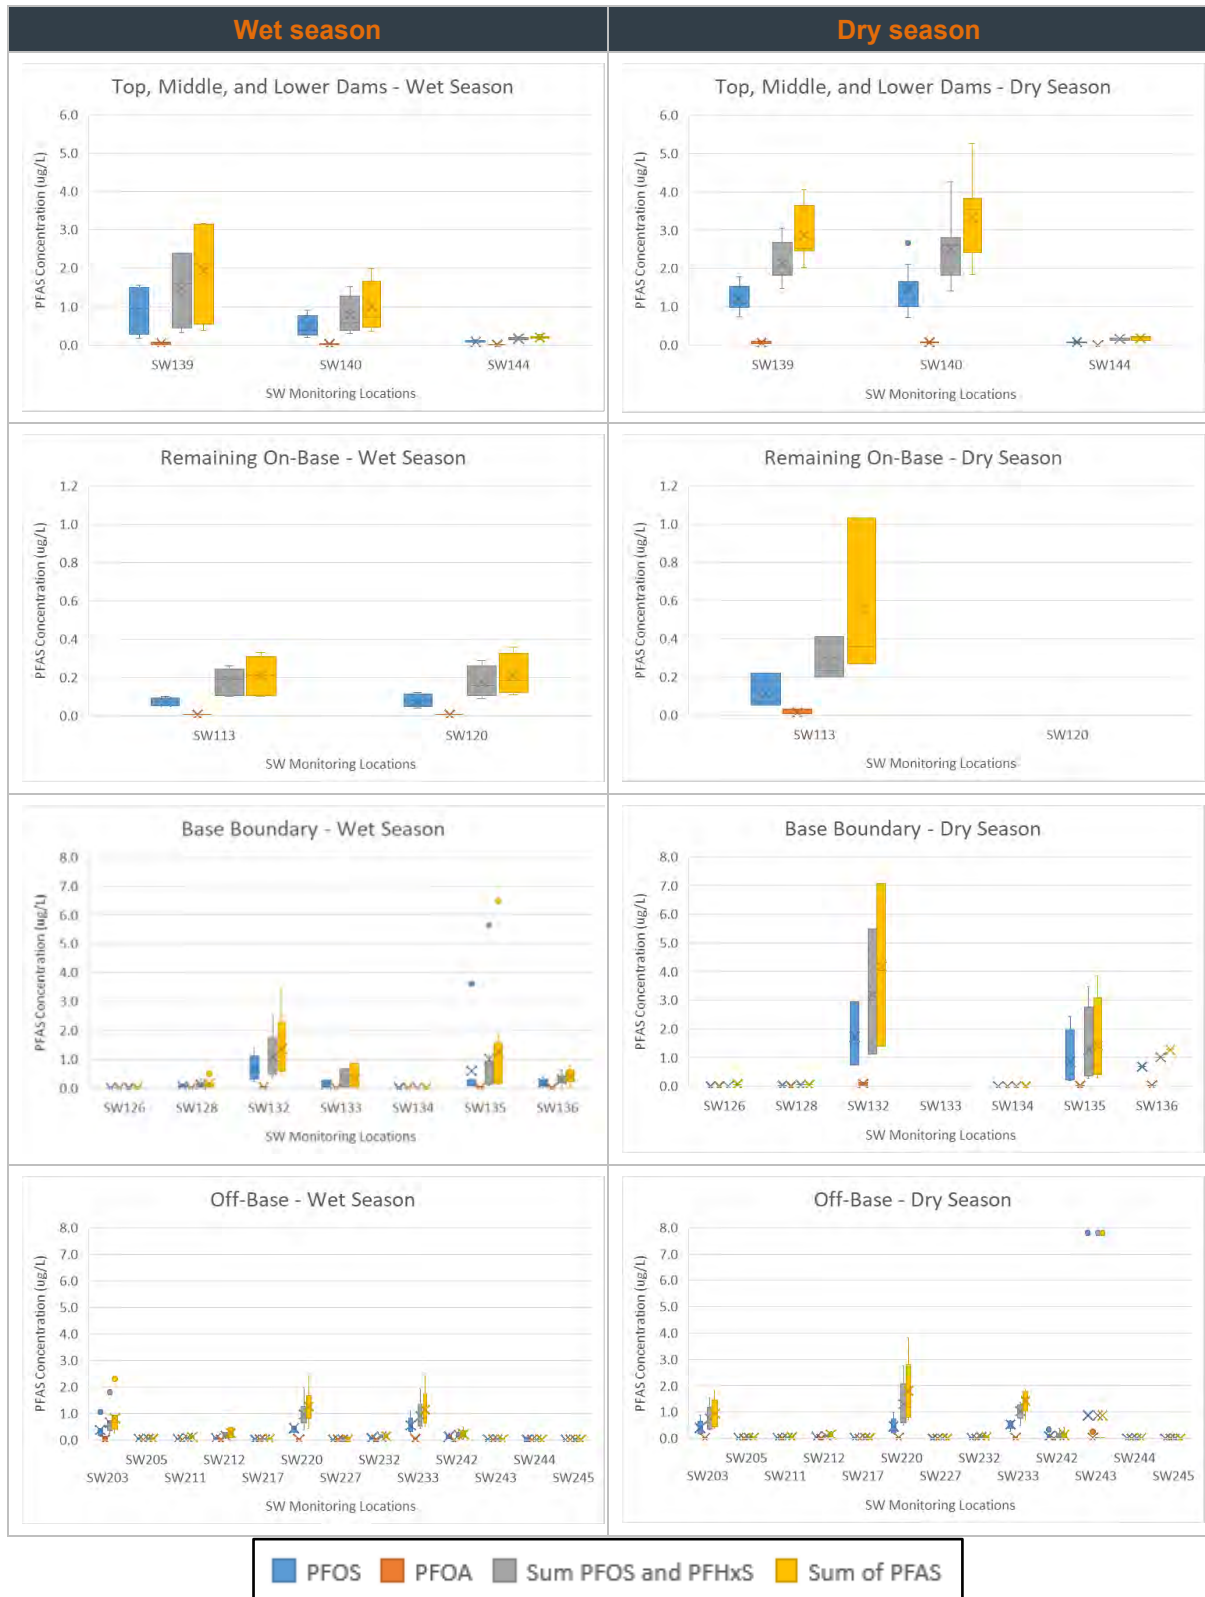 Wet season
Dry season
Top, Middle, and Lower Dams - Wet Season
PFAS Concentration (ug/L)
6.0
5.0
4.0
3.0
2.0
1.0
0.0
SW139 SW140 SW144
SW Monitoring Locations
Top, Middle, and Lower Dams - Dry Season
PFAS Concentration (ug/L)
6.0
5.0
4.0
3.0
2.0
1.0
0.0
SW139 SW140 SW144
SW Monitoring Locations
Remaining On-Base - Wet Season
PFAS Concentration (ug/L)
1.2
1.0
0.8
0.6
0.4
0.2
0.0
SW113 SW120
SW Monitoring Locations
Remaining On-Base - Dry Season
PFAS Concentration (ug/L)
1.2
1.0
0.8
0.6
0.4
0.2
0.0
SW113 SW120
SW Monitoring Locations
Base Boundary - Wet Season
PFAS Concentration (ug/L)
8.0
7.0
6.0
5.0
4.0
3.0
2.0
1.0
0.0
SW126 SW128 SW132 SW133 SW134 SW135 SW136
SW Monitoring Locations
Base Boundary - Dry Season
PFAS Concentration (ug/L)
8.0
7.0
6.0
5.0
4.0
3.0
2.0
1.0
0.0
SW126 SW128 SW132 SW133 SW134 SW135 SW136
SW Monitoring Locations
Off-Base - Wet Season
PFAS Concentration (ug/L)
8.0
7.0
6.0
5.0
4.0
3.0
2.0
1.0
0.0
SW205 SW212 SW220 SW232 SW242 SW244
SW203 SW211 SW217 SW227 SW233 SW243 SW245
SW Monitoring Locations
Off-Base - Dry Season
PFAS Concentration (ug/L)
8.0
7.0
6.0
5.0
4.0
3.0
2.0
1.0
0.0
SW205 SW212 SW220 SW232 SW242 SW244
SW203 SW211 SW217 SW227 SW233 SW243 SW245
SW Monitoring Locations
PFOS PFOA Sum PFOS and PFHxS Sum of PFAS